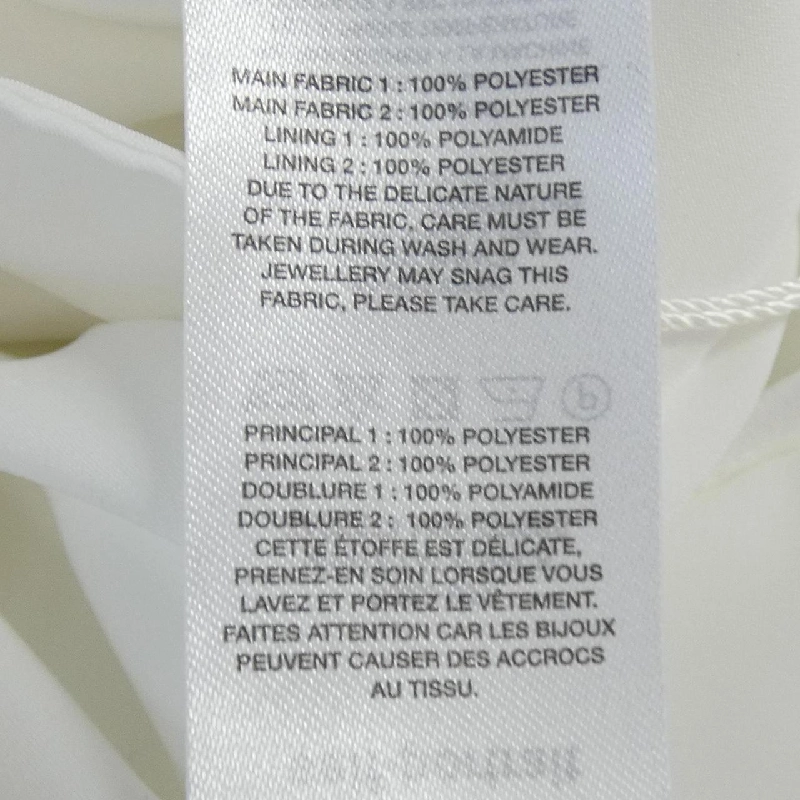 MAIN FABRIC 1 : 100% POLYESTER
MAIN FABRIC 2 : 100% POLYESTER
LINING 1 : 100% POLYAMIDE
LINING 2 : 100% POLYESTER
DUE TO THE DELICATE NATURE
OF THE FABRIC, CARE MUST BE
TAKEN DURING WASH AND WEAR.
JEWELLERY MAY SNAG THIS
FABRIC, PLEASE TAKE CARE.
PRINCIPAL 1 : 100% POLYESTER
PRINCIPAL 2 : 100% POLYESTER
DOUBLURE 1 : 100% POLYAMIDE
DOUBLURE 2 : 100% POLYESTER
CETTE ÉTOFFE EST DÉLICATE,
PRENEZ-EN SOIN LORSQUE VOUS
LAVEZ ET PORTEZ LE VÊTEMENT.
FAITES ATTENTION CAR LES BIJOUX
PEUVENT CAUSER DES ACCROCS
AU TISSU.